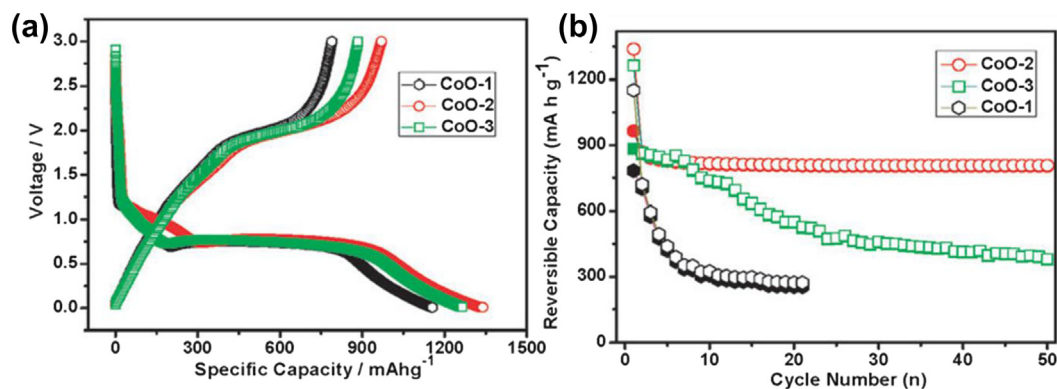 (a)
3.0
2.5
2.0
1.5
1.0
0.5
0.0
Voltage / V
CoO-1
CoO-2
CoO-3
0 300 600 900 1200 1500
Specific Capacity / mAhg⁻¹
(b)
1200
900
600
300
0
Reversible Capacity (mA h g⁻¹)
CoO-2
CoO-3
CoO-1
0 10 20 30 40 50
Cycle Number (n)